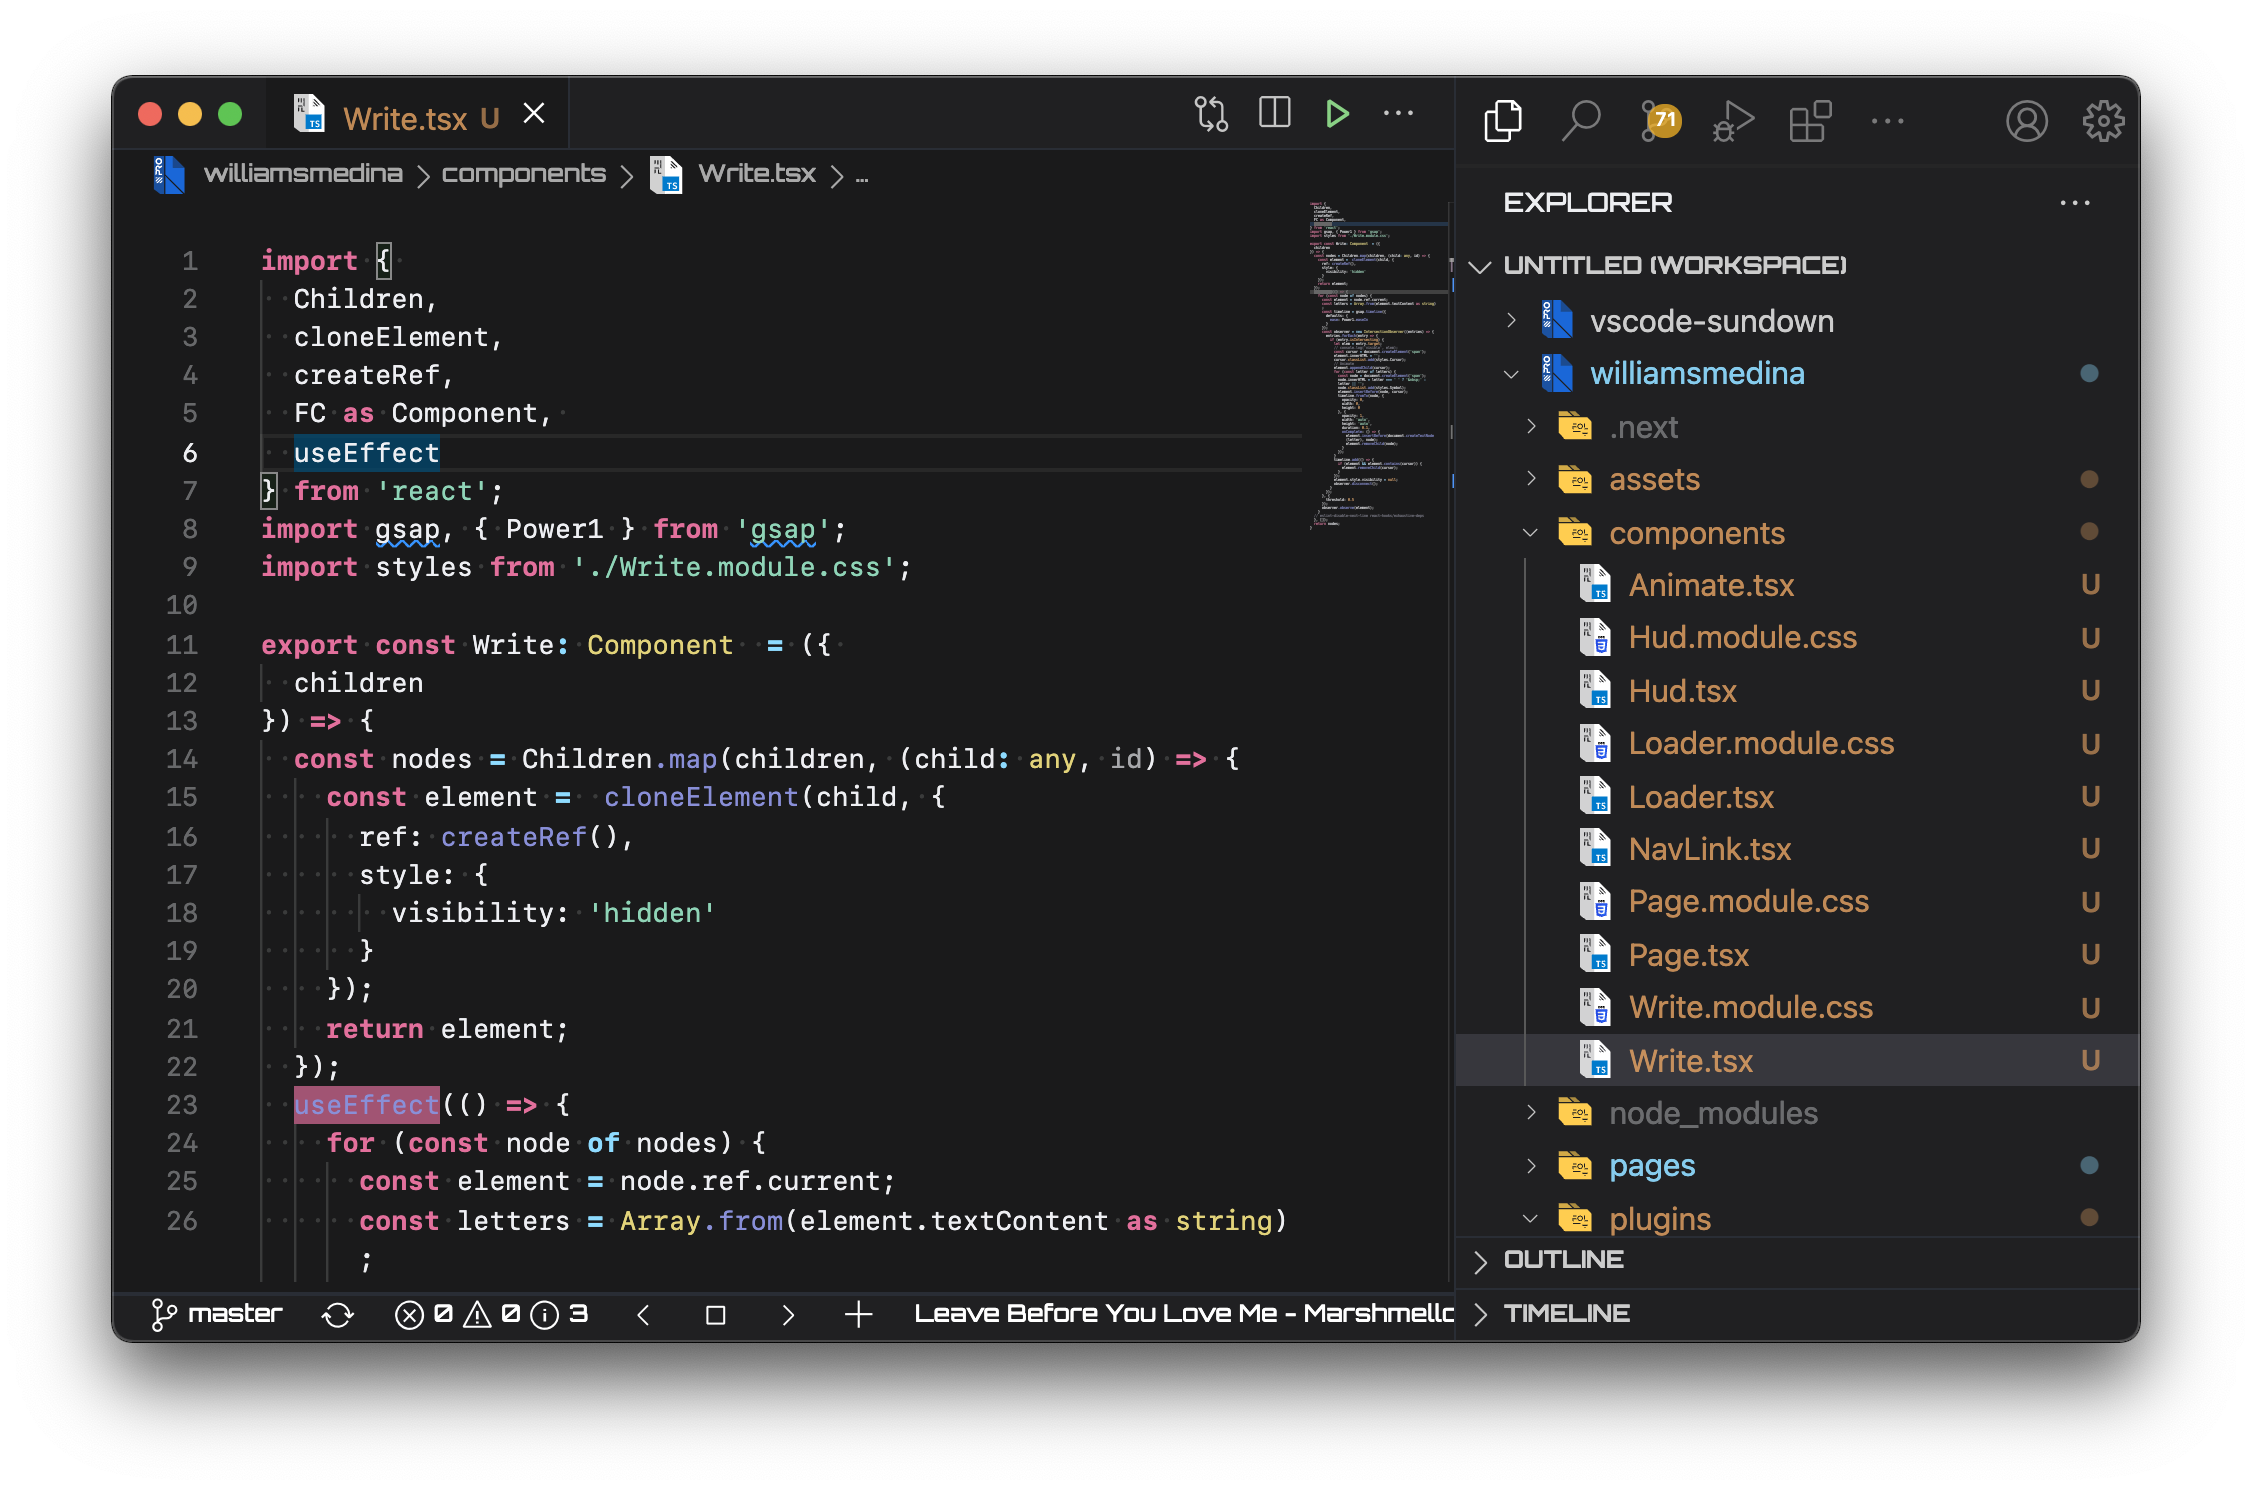 Write.tsx U
williamsmedina > components > Write.tsx > ...
1 import {
2 Children,
3 cloneElement,
4 createRef,
5 FC as Component,
6 useEffect
7 } from 'react';
8 import gsap, { Power1 } from 'gsap';
9 import styles from './Write.module.css';
10
11 export const Write: Component  = ({
12 children
13 }) => {
14 const nodes = Children.map(children, (child: any, id) => {
15 const element =  cloneElement(child, {
16 ref: createRef(),
17 style: {
18 visibility: 'hidden'
19 }
20 });
21 return element;
22 });
23 useEffect(() => {
24 for (const node of nodes) {
25 const element = node.ref.current;
26 const letters = Array.from(element.textContent as string)
;
master 0 0 3 Leave Before You Love Me - Marshmello
71
EXPLORER
UNTITLED (WORKSPACE)
vscode-sundown
williamsmedina
.next
assets
components
Animate.tsx U
Hud.module.css U
Hud.tsx U
Loader.module.css U
Loader.tsx U
NavLink.tsx U
Page.module.css U
Page.tsx U
Write.module.css U
Write.tsx U
node_modules
pages
plugins
OUTLINE
TIMELINE